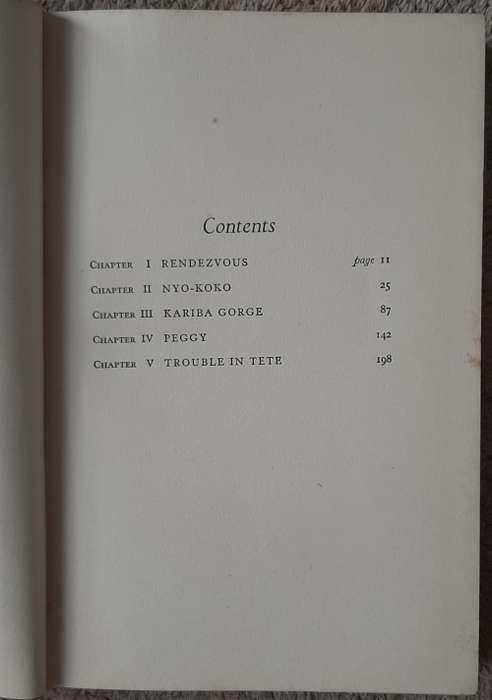 Contents
CHAPTER I RENDEZVOUS page 11
CHAPTER II NYO-KOKO 25
CHAPTER III KARIBA GORGE 87
CHAPTER IV PEGGY 142
CHAPTER V TROUBLE IN TETE 198